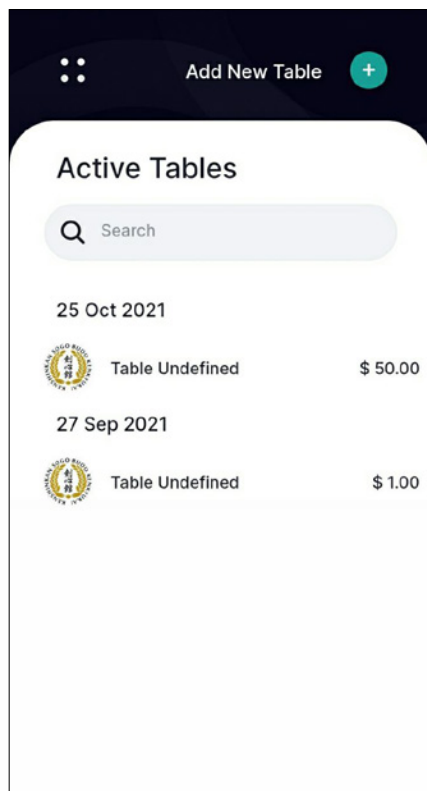 Add New Table
+
Active Tables
Search
25 Oct 2021
Table Undefined $ 50.00
27 Sep 2021
Table Undefined $ 1.00